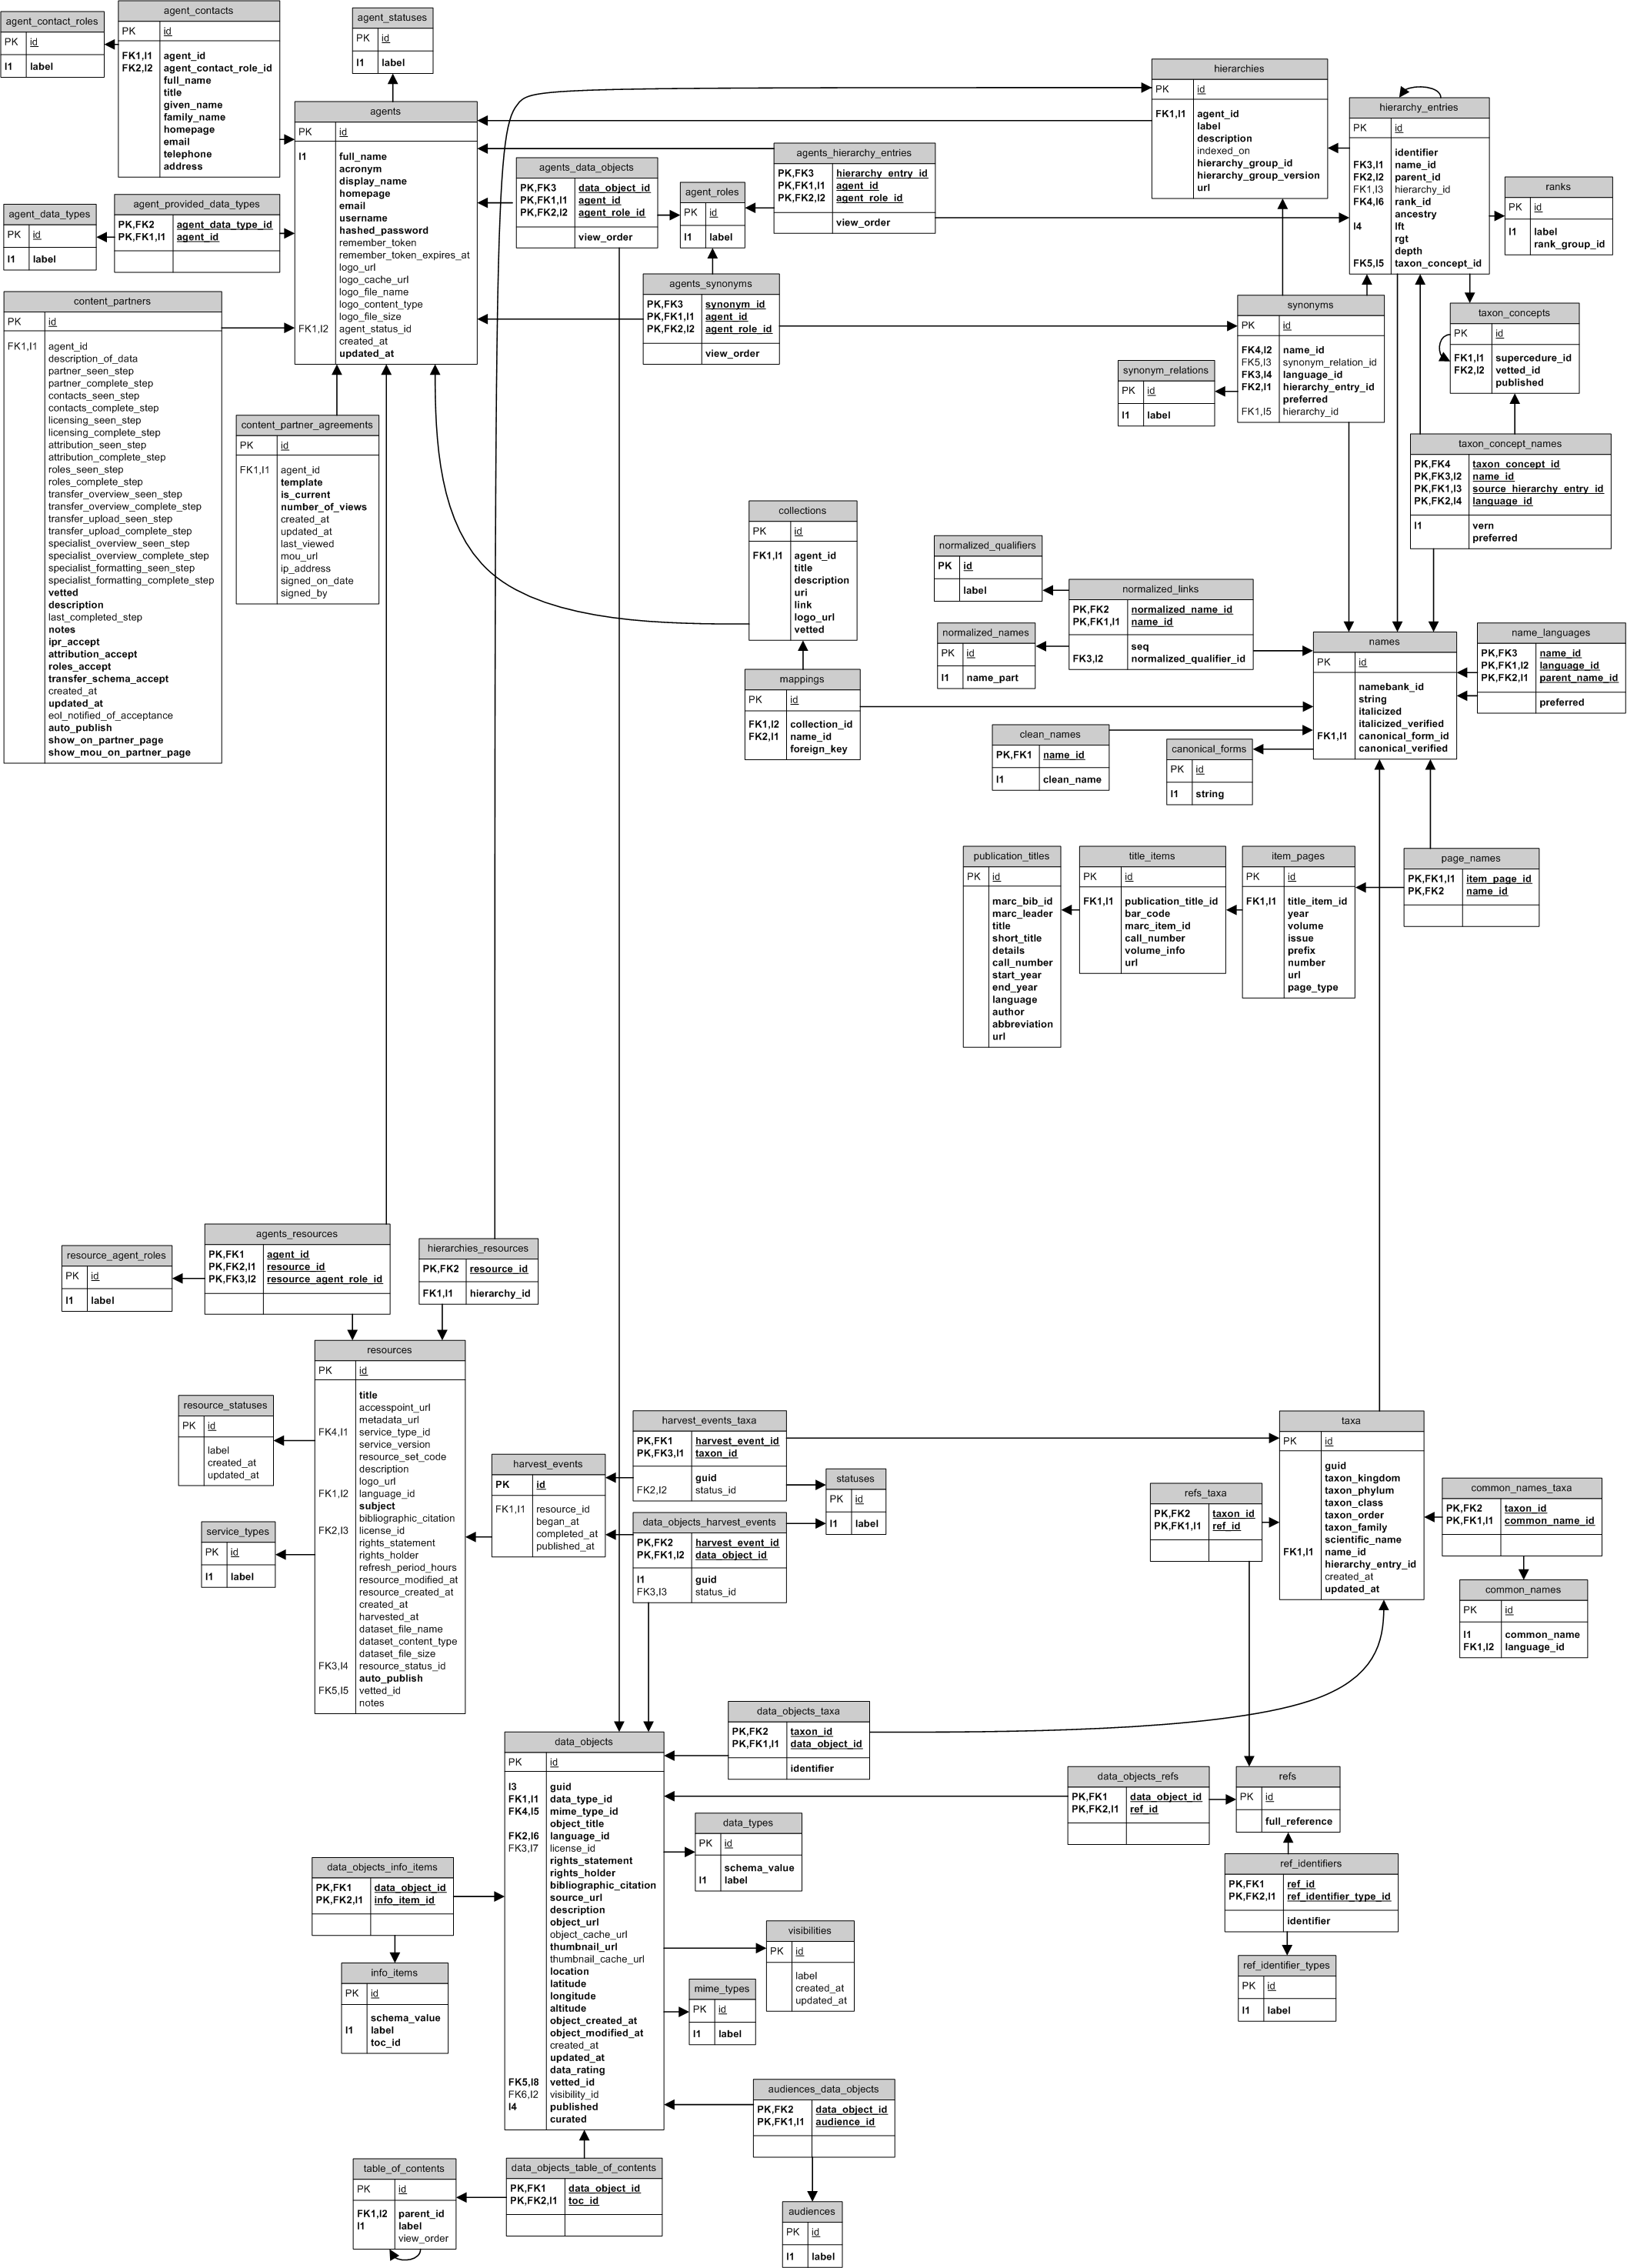 agent_contact_roles
PK id
I1 label
agent_contacts
PK id
FK1,I1 agent_id
FK2,I2 agent_contact_role_id
full_name
title
given_name
family_name
homepage
email
telephone
address
agent_statuses
PK id
I1 label
agents
PK id
I1 full_name
acronym
display_name
homepage
email
username
hashed_password
remember_token
remember_token_expires_at
logo_url
logo_cache_url
logo_file_name
logo_content_type
logo_file_size
FK1,I2 agent_status_id
created_at
updated_at
agent_data_types
PK id
I1 label
agent_provided_data_types
PK,FK2 agent_data_type_id
PK,FK1,I1 agent_id
agents_data_objects
PK,FK3 data_object_id
PK,FK1,I1 agent_id
PK,FK2,I2 agent_role_id
view_order
agent_roles
PK id
I1 label
agents_hierarchy_entries
PK,FK3 hierarchy_entry_id
PK,FK1,I1 agent_id
PK,FK2,I2 agent_role_id
view_order
agents_synonyms
PK,FK3 synonym_id
PK,FK1,I1 agent_id
PK,FK2,I2 agent_role_id
view_order
hierarchies
PK id
FK1,I1 agent_id
label
description
indexed_on
hierarchy_group_id
hierarchy_group_version
url
hierarchy_entries
PK id
identifier
FK3,I1 name_id
FK2,I2 parent_id
FK1,I3 hierarchy_id
FK4,I6 rank_id
ancestry
I4 lft
rgt
depth
FK5,I5 taxon_concept_id
ranks
PK id
I1 label
rank_group_id
content_partners
PK id
FK1,I1 agent_id
description_of_data
partner_seen_step
partner_complete_step
contacts_seen_step
contacts_complete_step
licensing_seen_step
licensing_complete_step
attribution_seen_step
attribution_complete_step
roles_seen_step
roles_complete_step
transfer_overview_seen_step
transfer_overview_complete_step
transfer_upload_seen_step
transfer_upload_complete_step
specialist_overview_seen_step
specialist_overview_complete_step
specialist_formatting_seen_step
specialist_formatting_complete_step
vetted
description
last_completed_step
notes
ipr_accept
attribution_accept
roles_accept
transfer_schema_accept
created_at
updated_at
eol_notified_of_acceptance
auto_publish
show_on_partner_page
show_mou_on_partner_page
content_partner_agreements
PK id
FK1,I1 agent_id
template
is_current
number_of_views
created_at
updated_at
last_viewed
mou_url
ip_address
signed_on_date
signed_by
synonym_relations
PK id
I1 label
synonyms
PK id
FK4,I2 name_id
FK5,I3 synonym_relation_id
FK3,I4 language_id
FK2,I1 hierarchy_entry_id
preferred
FK1,I5 hierarchy_id
taxon_concepts
PK id
FK1,I1 supercedure_id
FK2,I2 vetted_id
published
taxon_concept_names
PK,FK4 taxon_concept_id
PK,FK3,I2 name_id
PK,FK1,I3 source_hierarchy_entry_id
PK,FK2,I4 language_id
I1 vern
preferred
collections
PK id
FK1,I1 agent_id
title
description
uri
link
logo_url
vetted
mappings
PK id
FK1,I2 collection_id
FK2,I1 name_id
foreign_key
normalized_qualifiers
PK id
label
normalized_links
PK,FK2 normalized_name_id
PK,FK1,I1 name_id
seq
FK3,I2 normalized_qualifier_id
normalized_names
PK id
I1 name_part
names
PK id
namebank_id
string
italicized
italicized_verified
FK1,I1 canonical_form_id
canonical_verified
name_languages
PK,FK3 name_id
PK,FK1,I2 language_id
PK,FK2,I1 parent_name_id
preferred
clean_names
PK,FK1 name_id
I1 clean_name
canonical_forms
PK id
I1 string
publication_titles
PK id
marc_bib_id
marc_leader
title
short_title
details
call_number
start_year
end_year
language
author
abbreviation
url
title_items
PK id
FK1,I1 publication_title_id
bar_code
marc_item_id
call_number
volume_info
url
item_pages
PK id
FK1,I1 title_item_id
year
volume
issue
prefix
number
url
page_type
page_names
PK,FK1,I1 item_page_id
PK,FK2 name_id
resource_agent_roles
PK id
I1 label
agents_resources
PK,FK1 agent_id
PK,FK2,I1 resource_id
PK,FK3,I2 resource_agent_role_id
hierarchies_resources
PK,FK2 resource_id
FK1,I1 hierarchy_id
resources
PK id
title
accesspoint_url
metadata_url
FK4,I1 service_type_id
service_version
resource_set_code
description
logo_url
FK1,I2 language_id
subject
bibliographic_citation
FK2,I3 license_id
rights_statement
rights_holder
refresh_period_hours
resource_modified_at
resource_created_at
created_at
harvested_at
dataset_file_name
dataset_content_type
dataset_file_size
FK3,I4 resource_status_id
auto_publish
FK5,I5 vetted_id
notes
resource_statuses
PK id
label
created_at
updated_at
service_types
PK id
I1 label
harvest_events
PK id
FK1,I1 resource_id
began_at
completed_at
published_at
harvest_events_taxa
PK,FK1 harvest_event_id
PK,FK3,I1 taxon_id
guid
FK2,I2 status_id
data_objects_harvest_events
PK,FK2 harvest_event_id
PK,FK1,I2 data_object_id
I1 guid
FK3,I3 status_id
statuses
PK id
I1 label
refs_taxa
PK,FK2 taxon_id
PK,FK1,I1 ref_id
taxa
PK id
guid
taxon_kingdom
taxon_phylum
taxon_class
taxon_order
taxon_family
scientific_name
FK1,I1 name_id
hierarchy_entry_id
created_at
updated_at
common_names_taxa
PK,FK2 taxon_id
PK,FK1,I1 common_name_id
common_names
PK id
I1 common_name
FK1,I2 language_id
data_objects_taxa
PK,FK2 taxon_id
PK,FK1,I1 data_object_id
identifier
data_objects
PK id
I3 guid
FK1,I1 data_type_id
FK4,I5 mime_type_id
object_title
FK2,I6 language_id
FK3,I7 license_id
rights_statement
rights_holder
bibliographic_citation
source_url
description
object_url
object_cache_url
thumbnail_url
thumbnail_cache_url
location
latitude
longitude
altitude
object_created_at
object_modified_at
created_at
updated_at
data_rating
FK5,I8 vetted_id
FK6,I2 visibility_id
I4 published
curated
data_objects_refs
PK,FK1 data_object_id
PK,FK2,I1 ref_id
refs
PK id
full_reference
data_types
PK id
schema_value
I1 label
ref_identifiers
PK,FK1 ref_id
PK,FK2,I1 ref_identifier_type_id
identifier
ref_identifier_types
PK id
I1 label
data_objects_info_items
PK,FK1 data_object_id
PK,FK2,I1 info_item_id
info_items
PK id
schema_value
I1 label
toc_id
visibilities
PK id
label
created_at
updated_at
mime_types
PK id
I1 label
audiences_data_objects
PK,FK2 data_object_id
PK,FK1,I1 audience_id
audiences
PK id
I1 label
table_of_contents
PK id
FK1,I2 parent_id
I1 label
view_order
data_objects_table_of_contents
PK,FK1 data_object_id
PK,FK2,I1 toc_id